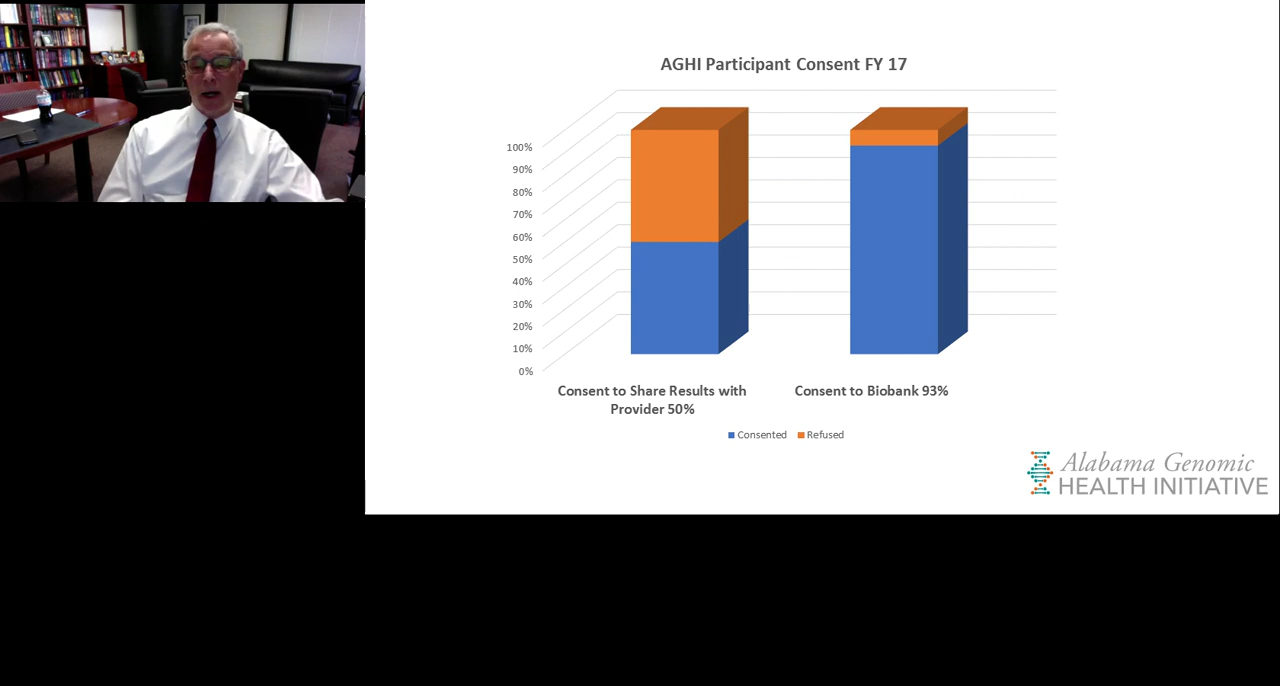 AGHI Participant Consent FY 17
100%
90%
80%
70%
60%
50%
40%
30%
20%
10%
0%
Consent to Share Results with
Provider 50%
Consent to Biobank 93%
Consented
Refused
Alabama Genomic
HEALTH INITIATIVE